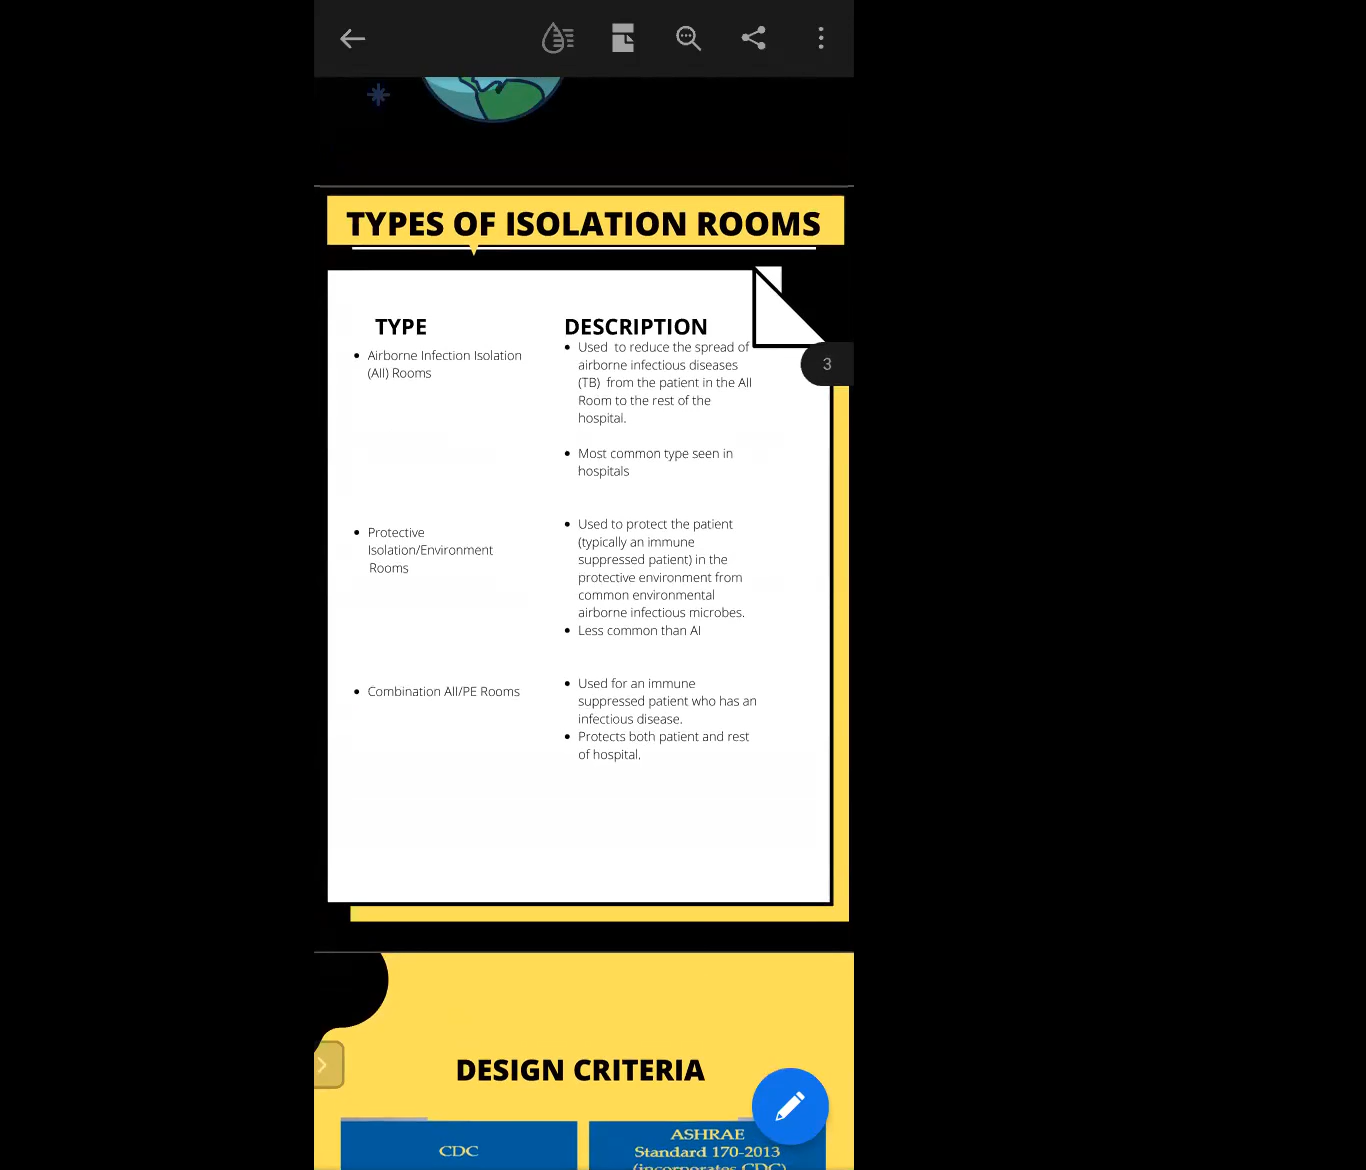 TYPES OF ISOLATION ROOMS
TYPE
Airborne Infection Isolation
(AII) Rooms
DESCRIPTION
Used to reduce the spread of
airborne infectious diseases
(TB) from the patient in the AII
Room to the rest of the
hospital.
Most common type seen in
hospitals
3
Protective
Isolation/Environment
Rooms
Used to protect the patient
(typically an immune
suppressed patient) in the
protective environment from
common environmental
airborne infectious microbes.
Less common than AI
Combination AII/PE Rooms
Used for an immune
suppressed patient who has an
infectious disease.
Protects both patient and rest
of hospital.
DESIGN CRITERIA
CDC
ASHRAE
Standard 170-2013
(incorporates CDC)